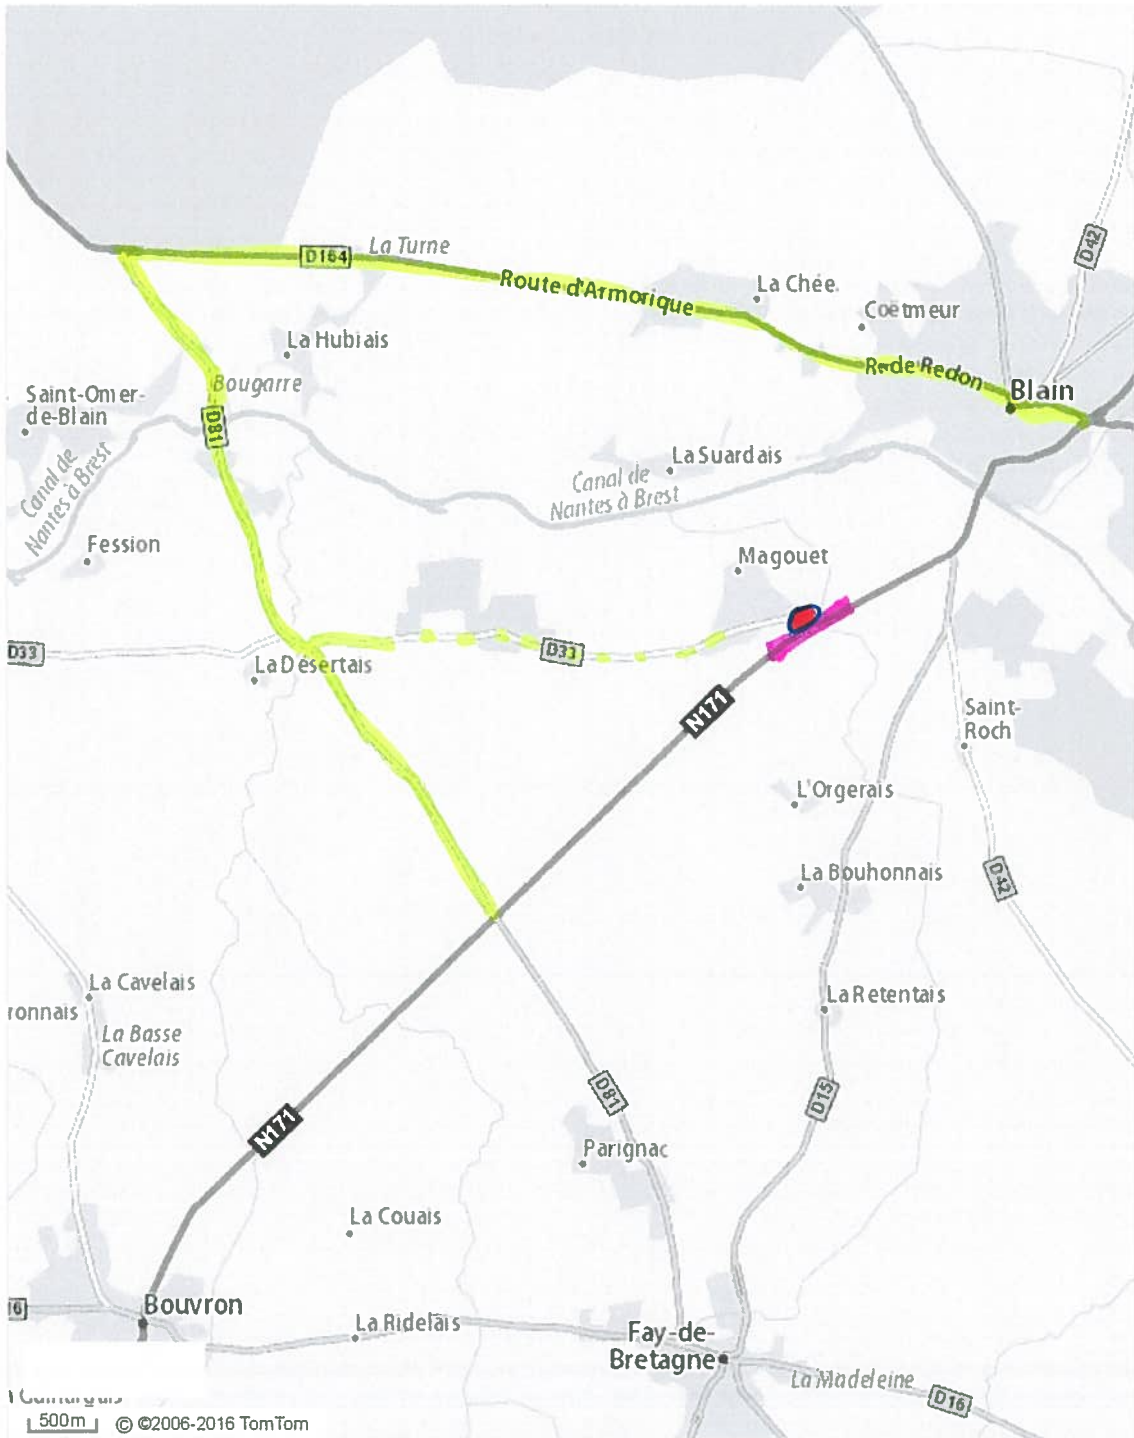 D42
La Turne
D164
Route d'Armorique
La Chée
Coëtmeur
La Hubiais
R. de Redon
Bougarre
Blain
Saint-Omer-
de-Blain
D81
Canal de
Nantes à Brest
La Suardais
Canal de
Nantes à Brest
Fession
Magouet
D33
D33
La Désertais
N171
Saint-
Roch
L'Orgerais
La Bouhonnais
D42
La Cavelais
La Retentais
ronnais
La Basse
Cavelais
D81
D15
N171
Parignac
La Couais
16
Bouvron
La Ridelais
Fay-de-
Bretagne
La Madeleine
D16
500m
© ©2006-2016 TomTom